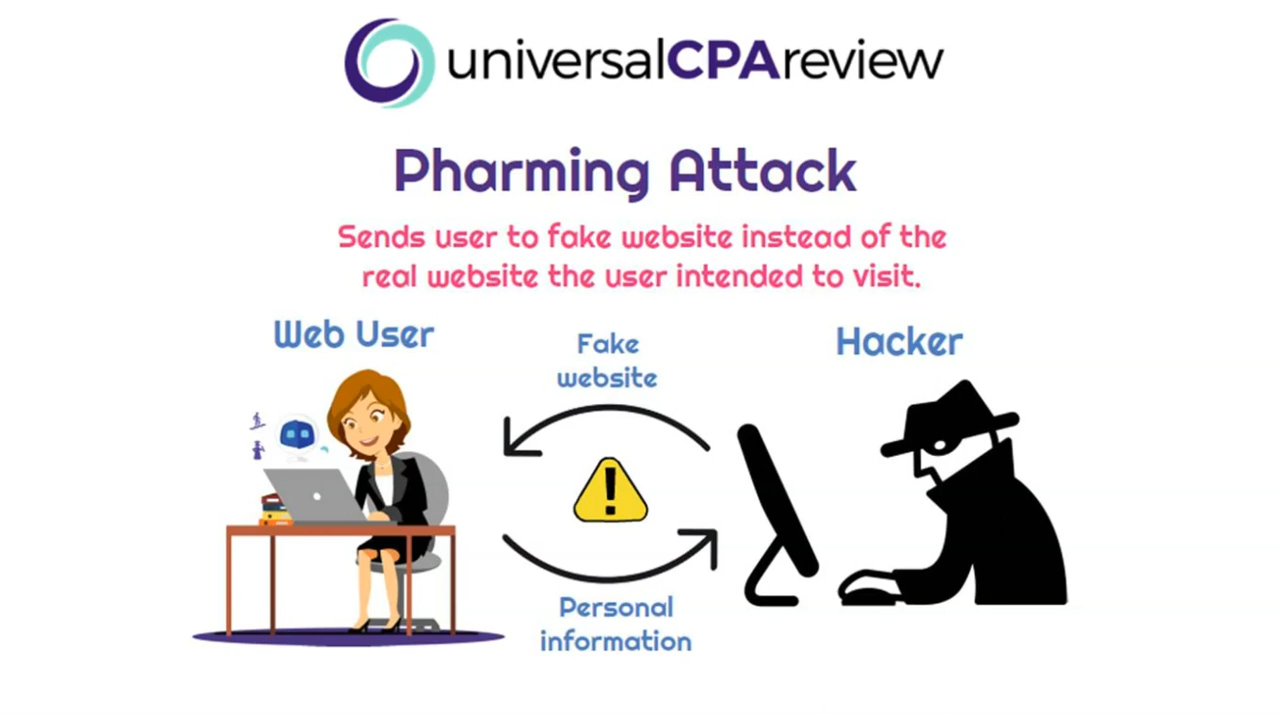 universalCPAreview
Pharming Attack
Sends user to fake website instead of the
real website the user intended to visit.
Web User
Fake
website
Hacker
!
Personal
information